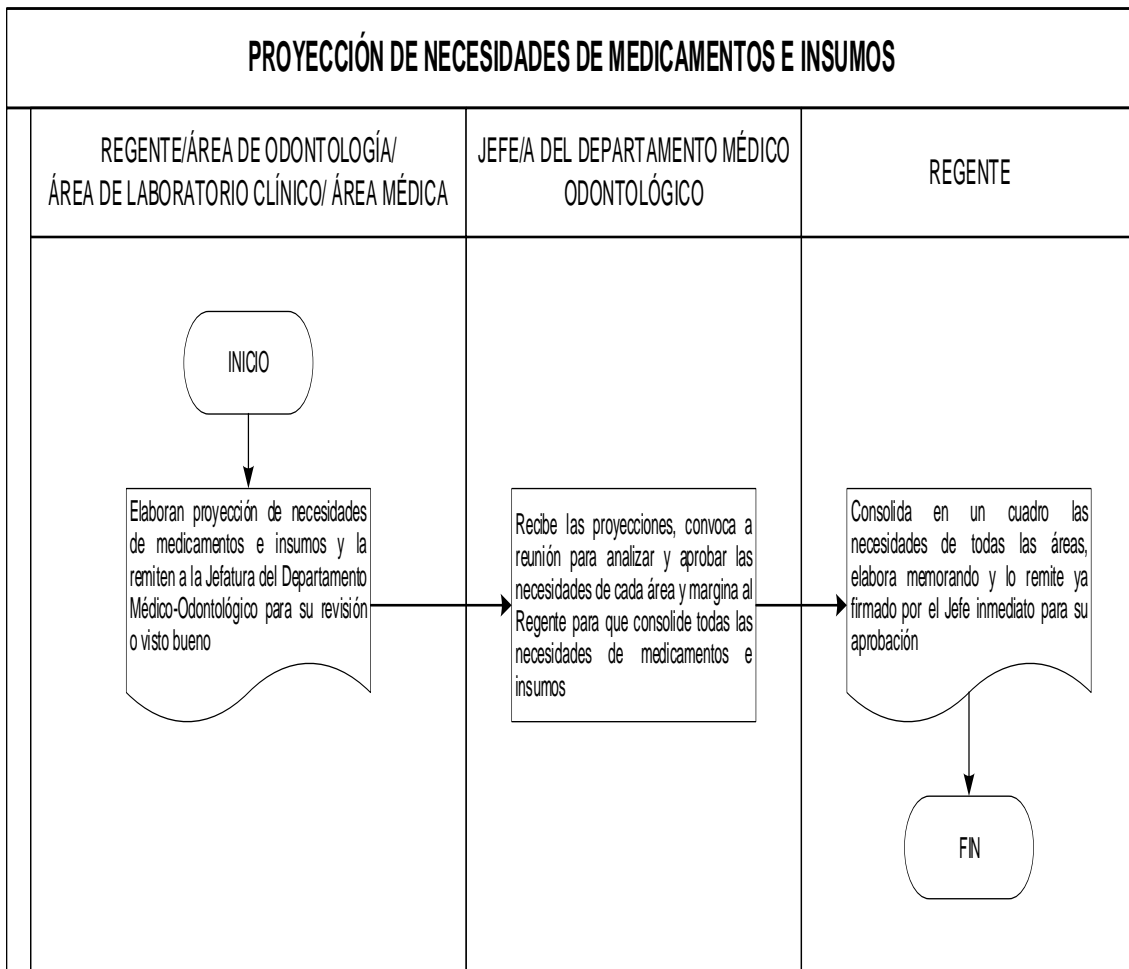 PROYECCIÓN DE NECESIDADES DE MEDICAMENTOS E INSUMOS
REGENTE/ÁREA DE ODONTOLOGÍA/
ÁREA DE LABORATORIO CLÍNICO/ ÁREA MÉDICA
JEFE/A DEL DEPARTAMENTO MÉDICO
ODONTOLÓGICO
REGENTE
INICIO
Elaboran proyección de necesidades
de medicamentos e insumos y la
remiten a la Jefatura del Departamento
Médico-Odontológico para su revisión
o visto bueno
Recibe las proyecciones, convoca a
reunión para analizar y aprobar las
necesidades de cada área y margina al
Regente para que consolide todas las
necesidades de medicamentos e
insumos
Consolida en un cuadro las
necesidades de todas las áreas,
elabora memorando y lo remite ya
firmado por el Jefe inmediato para su
aprobación
FIN